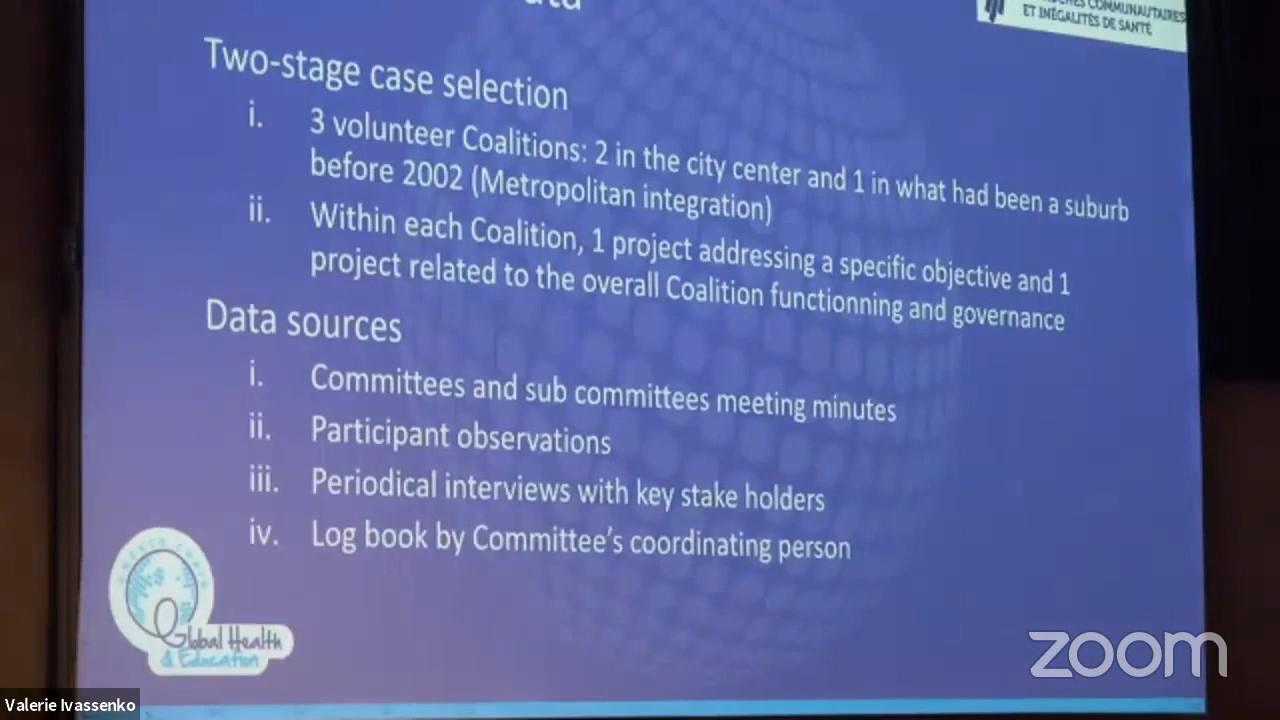 ET INÉGALITÉS DE SANTÉ
Two-stage case selection
i. 3 volunteer Coalitions: 2 in the city center and 1 in what had been a suburb
before 2002 (Metropolitan integration)
ii. Within each Coalition, 1 project addressing a specific objective and 1
project related to the overall Coalition functionning and governance
Data sources
i. Committees and sub committees meeting minutes
ii. Participant observations
iii. Periodical interviews with key stake holders
iv. Log book by Committee's coordinating person
Global Health
& Education
zoom
Valerie Ivassenko